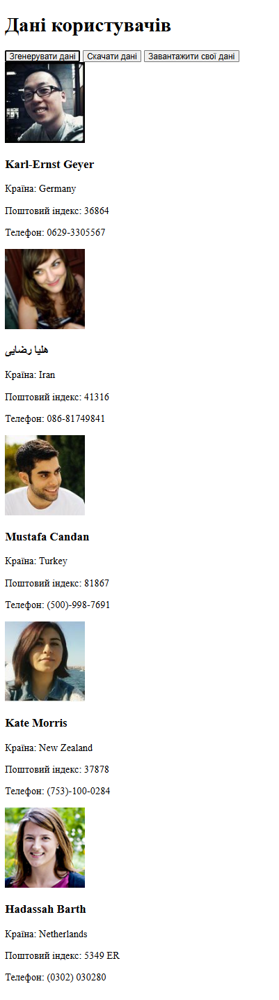 Дані користувачів
Згенерувати дані Скачати дані Завантажити свої дані
Karl-Ernst Geyer
Країна: Germany
Поштовий індекс: 36864
Телефон: 0629-3305567
هلیا رضایی
Країна: Iran
Поштовий індекс: 41316
Телефон: 086-81749841
Mustafa Candan
Країна: Turkey
Поштовий індекс: 81867
Телефон: (500)-998-7691
Kate Morris
Країна: New Zealand
Поштовий індекс: 37878
Телефон: (753)-100-0284
Hadassah Barth
Країна: Netherlands
Поштовий індекс: 5349 ER
Телефон: (0302) 030280